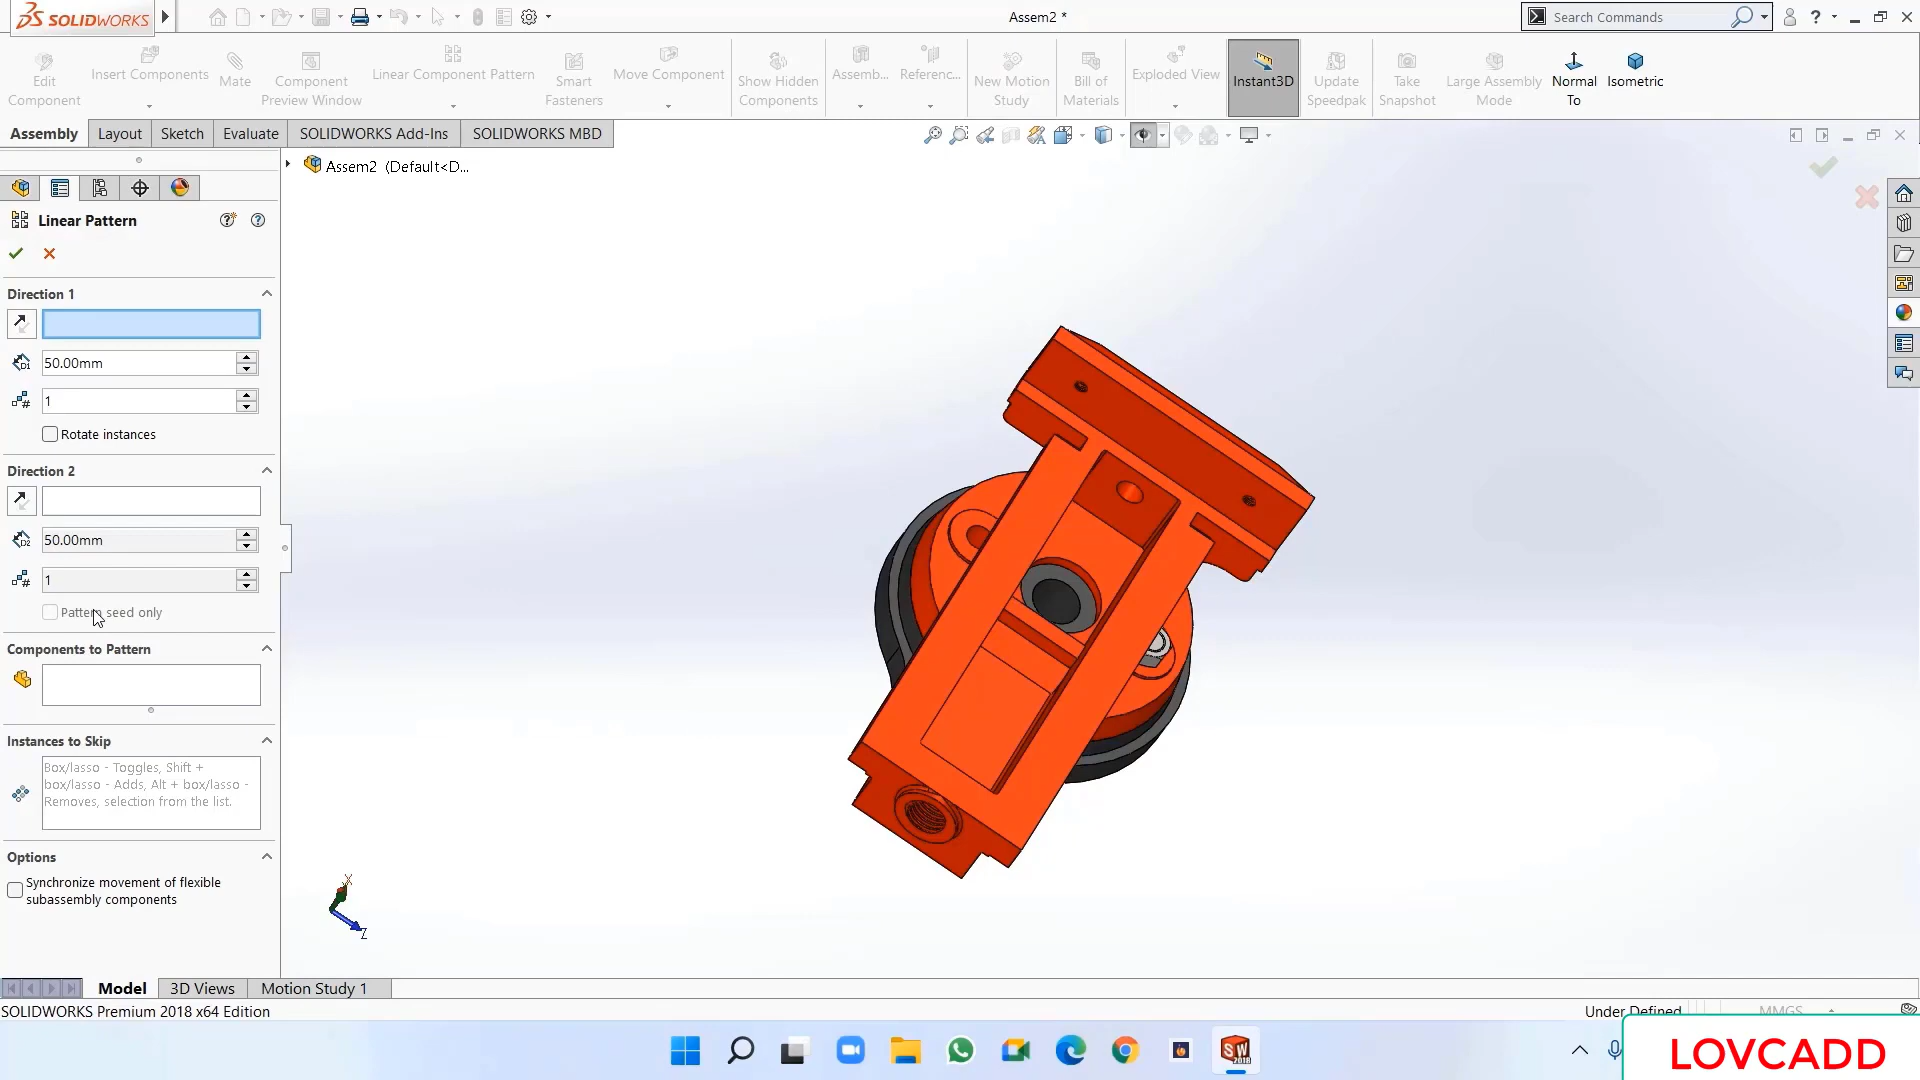 SOLIDWORKS
Assem2 *
Search Commands
Edit Component
Insert Components
Mate
Component Preview Window
Linear Component Pattern
Smart Fasteners
Move Component
Show Hidden Components
Assemb...
Referenc...
New Motion Study
Bill of Materials
Exploded View
Instant3D
Update Speedpak
Take Snapshot
Large Assembly Mode
Normal To
Isometric
Assembly
Layout
Sketch
Evaluate
SOLIDWORKS Add-Ins
SOLIDWORKS MBD
Assem2 (Default<D...
Linear Pattern
Direction 1
D1
50.00mm
#
1
Rotate instances
Direction 2
D2
50.00mm
#
1
Pattern seed only
Components to Pattern
Instances to Skip
Box/lasso - Toggles, Shift +
box/lasso - Adds, Alt + box/lasso -
Removes, selection from the list.
Options
Synchronize movement of flexible
subassembly components
X
Z
Model
3D Views
Motion Study 1
SOLIDWORKS Premium 2018 x64 Edition
Under Defined
MMGS
SW
2018
LOVCADD